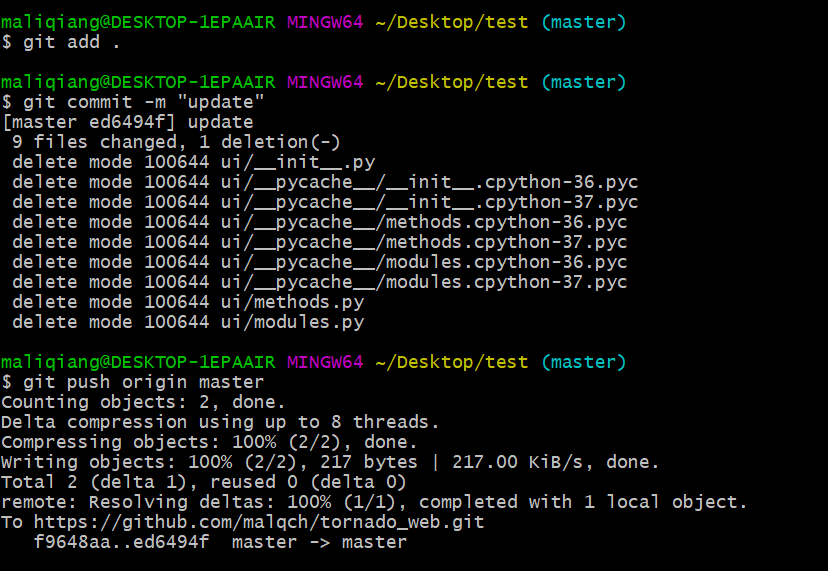 maliqiang@DESKTOP-1EPAAIR MINGW64 ~/Desktop/test (master)
$ git add .
maliqiang@DESKTOP-1EPAAIR MINGW64 ~/Desktop/test (master)
$ git commit -m "update"
[master ed6494f] update
 9 files changed, 1 deletion(-)
 delete mode 100644 ui/__init__.py
 delete mode 100644 ui/__pycache__/__init__.cpython-36.pyc
 delete mode 100644 ui/__pycache__/__init__.cpython-37.pyc
 delete mode 100644 ui/__pycache__/methods.cpython-36.pyc
 delete mode 100644 ui/__pycache__/methods.cpython-37.pyc
 delete mode 100644 ui/__pycache__/modules.cpython-36.pyc
 delete mode 100644 ui/__pycache__/modules.cpython-37.pyc
 delete mode 100644 ui/methods.py
 delete mode 100644 ui/modules.py
maliqiang@DESKTOP-1EPAAIR MINGW64 ~/Desktop/test (master)
$ git push origin master
Counting objects: 2, done.
Delta compression using up to 8 threads.
Compressing objects: 100% (2/2), done.
Writing objects: 100% (2/2), 217 bytes | 217.00 KiB/s, done.
Total 2 (delta 1), reused 0 (delta 0)
remote: Resolving deltas: 100% (1/1), completed with 1 local object.
To https://github.com/malqch/tornado_web.git
   f9648aa..ed6494f  master -> master